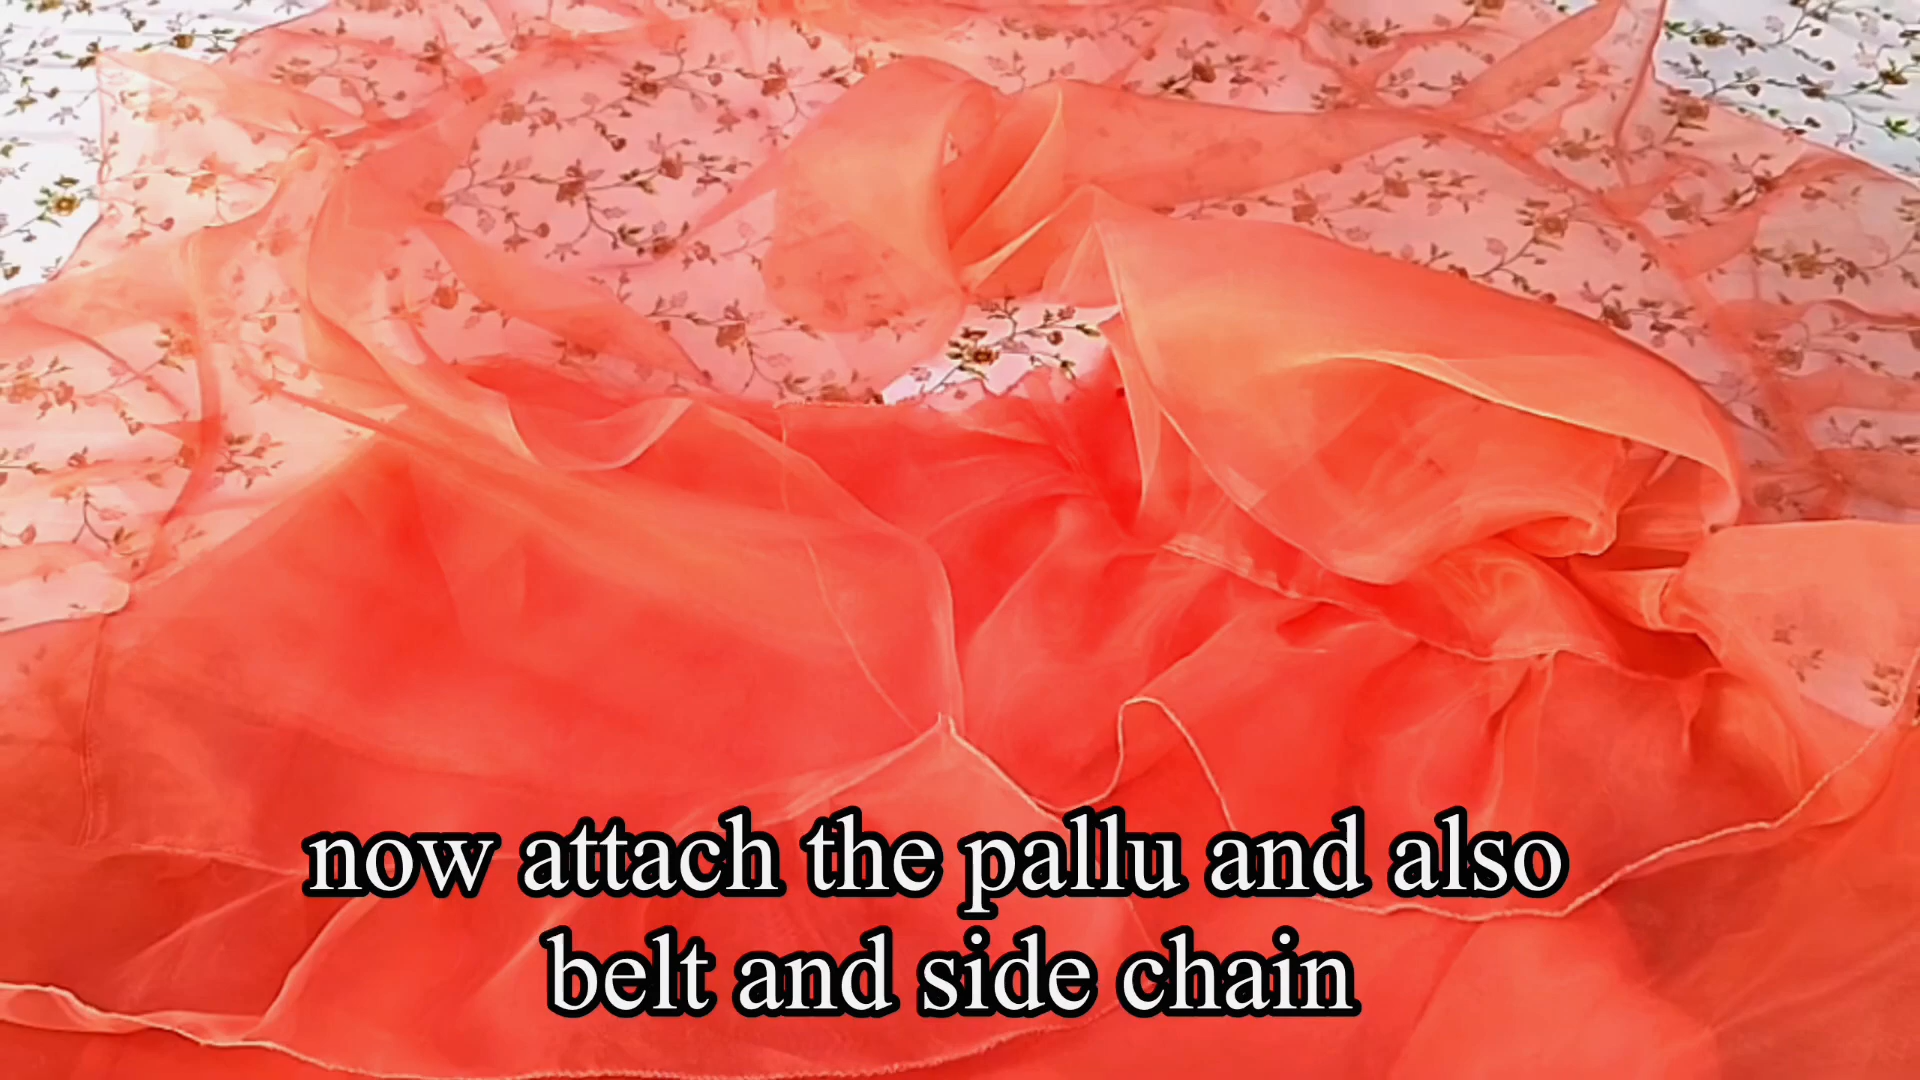 now attach the pallu and also
belt and side chain